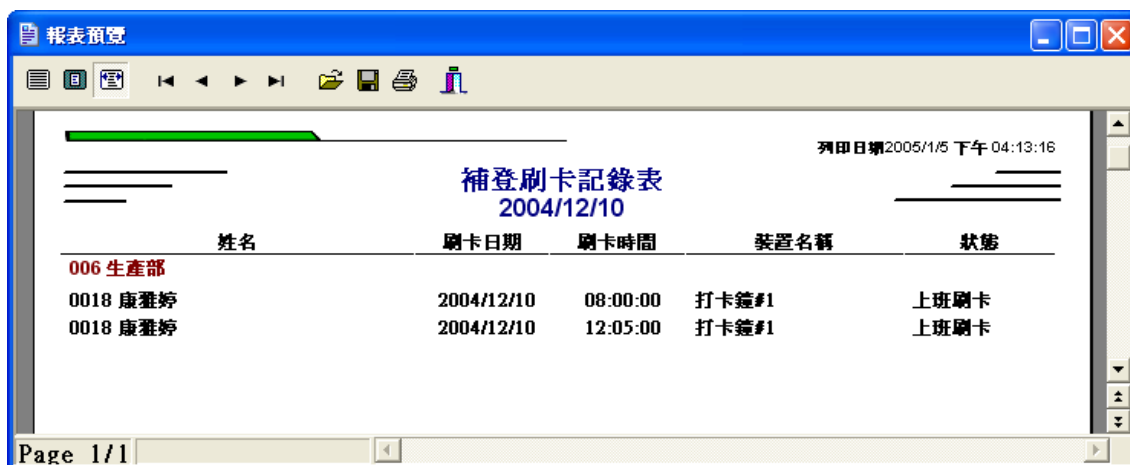 報表預覽
列印日期2005/1/5 下午 04:13:16
補登刷卡記錄表
2004/12/10
姓名 刷卡日期 刷卡時間 裝置名稱 狀態
006 生產部
0018 康雅婷 2004/12/10 08:00:00 打卡鐘#1 上班刷卡
0018 康雅婷 2004/12/10 12:05:00 打卡鐘#1 上班刷卡
Page 1/1